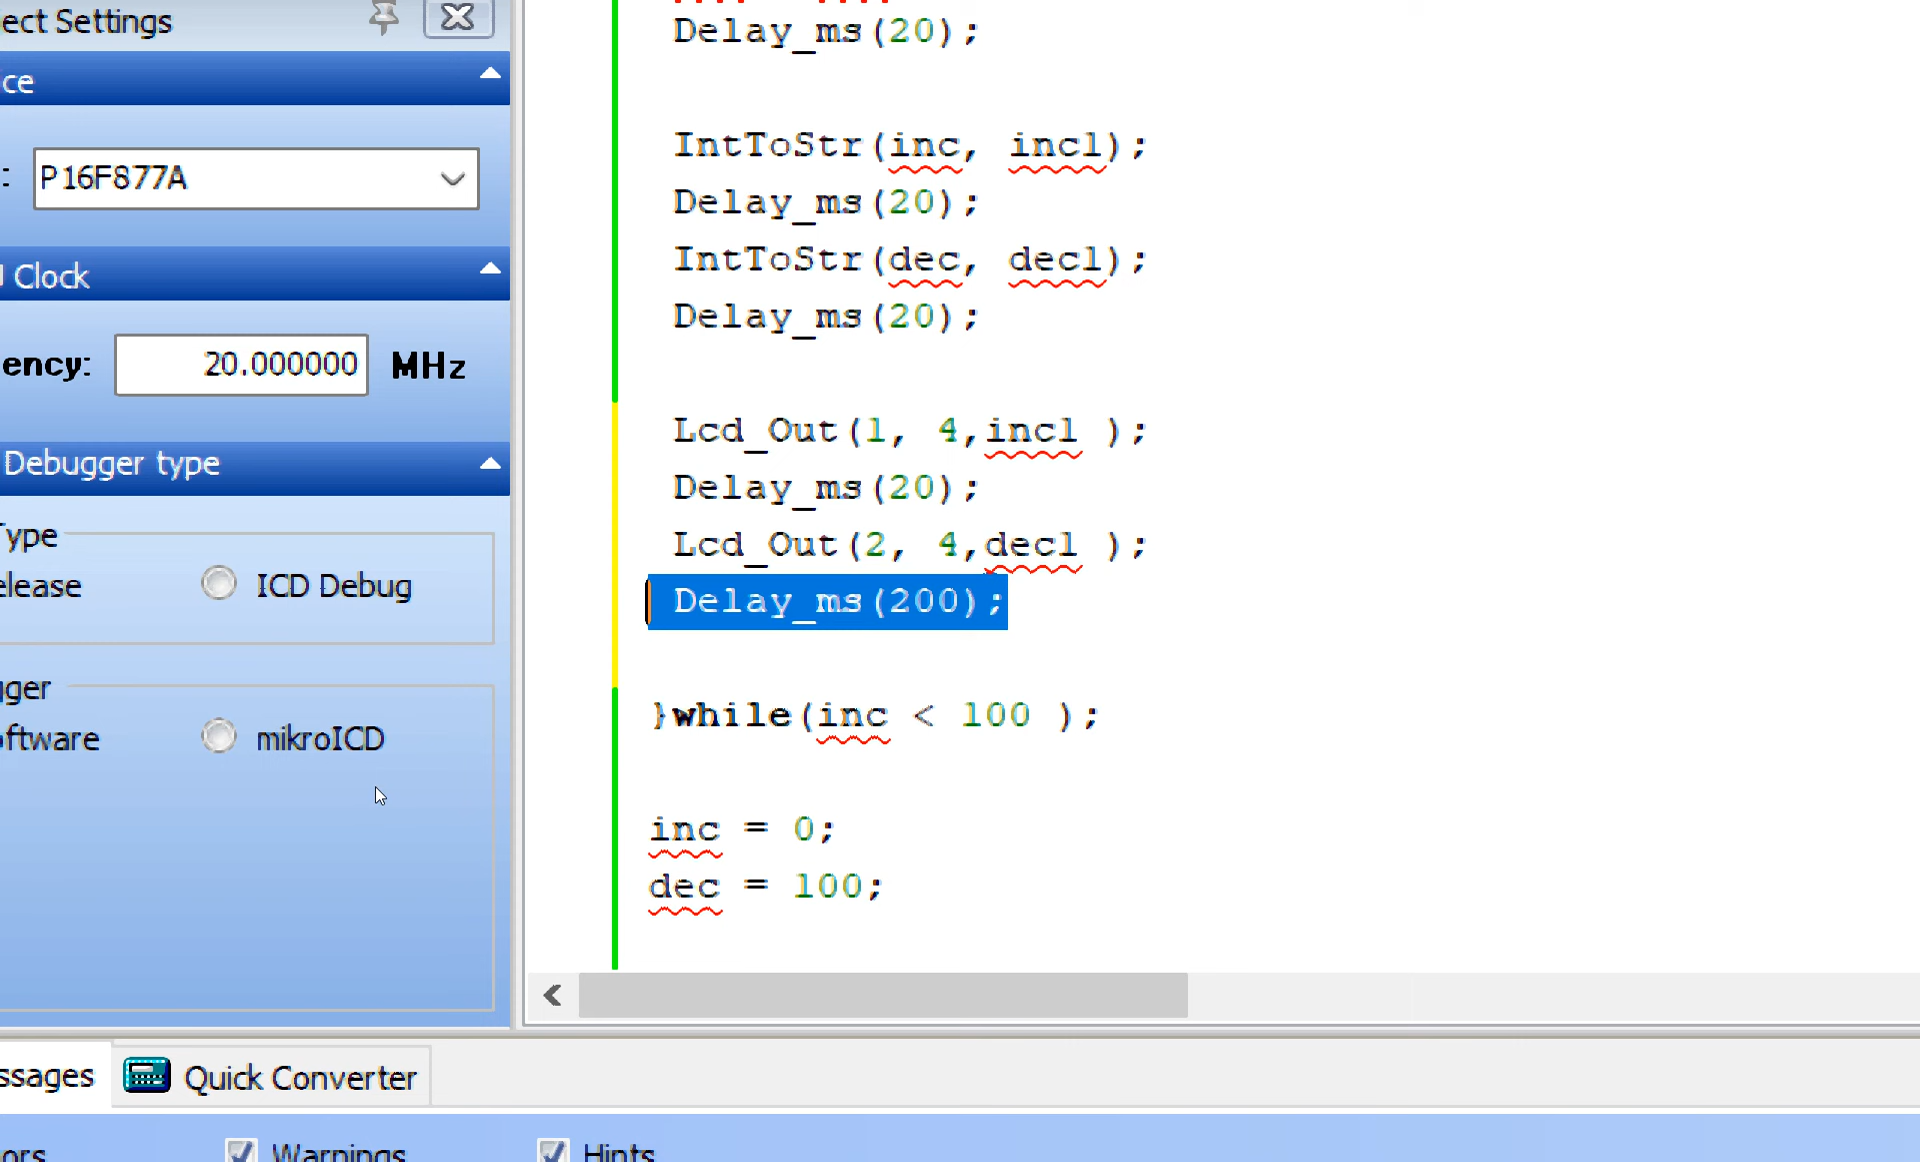 ect Settings
ce
: P16F877A
Clock
ency: 20.000000 MHz
Debugger type
Type
elease ICD Debug
ger
oftware mikroICD
Delay_ms(20);
IntToStr(inc, incl);
Delay_ms(20);
IntToStr(dec, decl);
Delay_ms(20);
Lcd_Out(1, 4,incl );
Delay_ms(20);
Lcd_Out(2, 4,decl );
Delay_ms(200);
}while(inc < 100 );
inc = 0;
dec = 100;
ssages Quick Converter
ors Warnings Hints